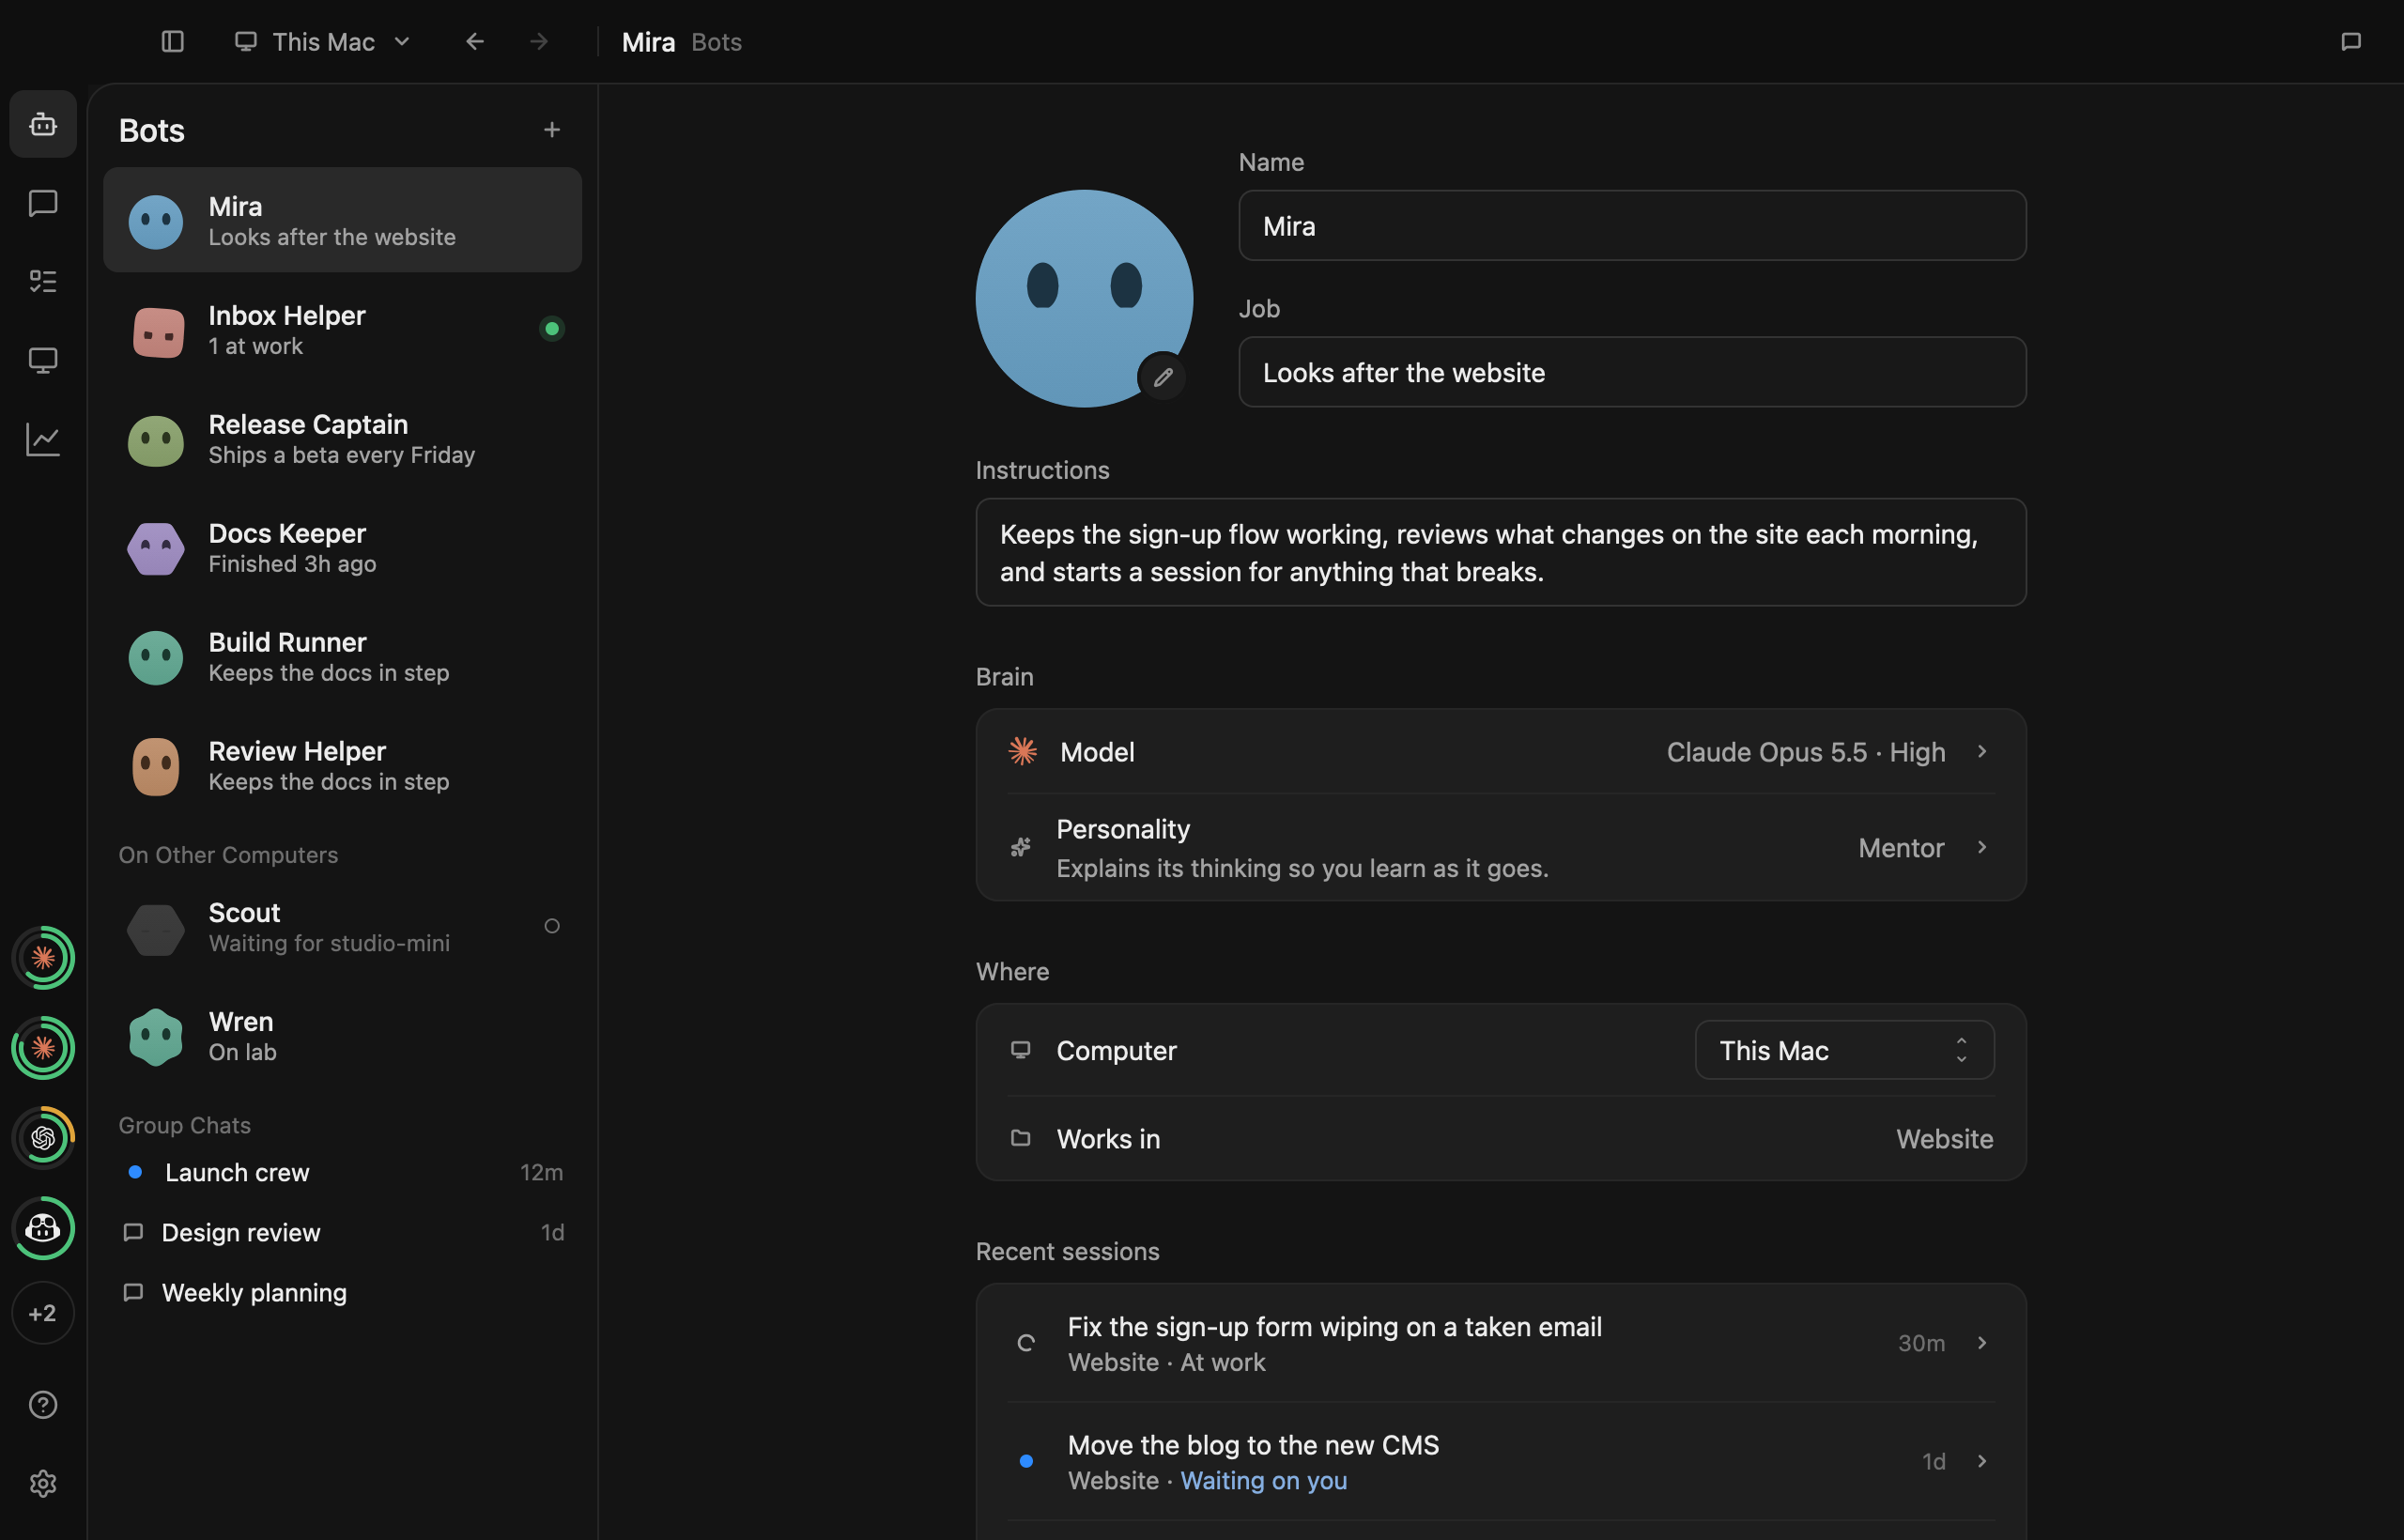 This Mac
Mira Bots
Bots
Mira
Looks after the website
Inbox Helper
1 at work
Release Captain
Ships a beta every Friday
Docs Keeper
Finished 3h ago
Build Runner
Keeps the docs in step
Review Helper
Keeps the docs in step
On Other Computers
Scout
Waiting for studio-mini
Wren
On lab
Group Chats
Launch crew 12m
Design review 1d
Weekly planning
+2
Name
Mira
Job
Looks after the website
Instructions
Keeps the sign-up flow working, reviews what changes on the site each morning,
and starts a session for anything that breaks.
Brain
Model Claude Opus 5.5 · High
Personality
Explains its thinking so you learn as it goes.
Mentor
Where
Computer This Mac
Works in Website
Recent sessions
Fix the sign-up form wiping on a taken email
Website · At work
30m
Move the blog to the new CMS
Website · Waiting on you
1d